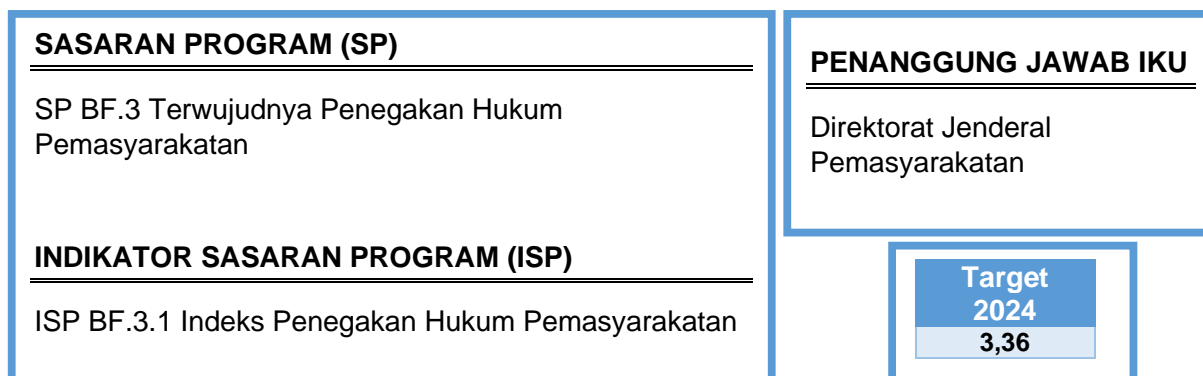 SASARAN PROGRAM (SP)
SP BF.3 Terwujudnya Penegakan Hukum
Pemasyarakatan
INDIKATOR SASARAN PROGRAM (ISP)
ISP BF.3.1 Indeks Penegakan Hukum Pemasyarakatan
PENANGGUNG JAWAB IKU
Direktorat Jenderal
Pemasyarakatan
Target
2024
3,36